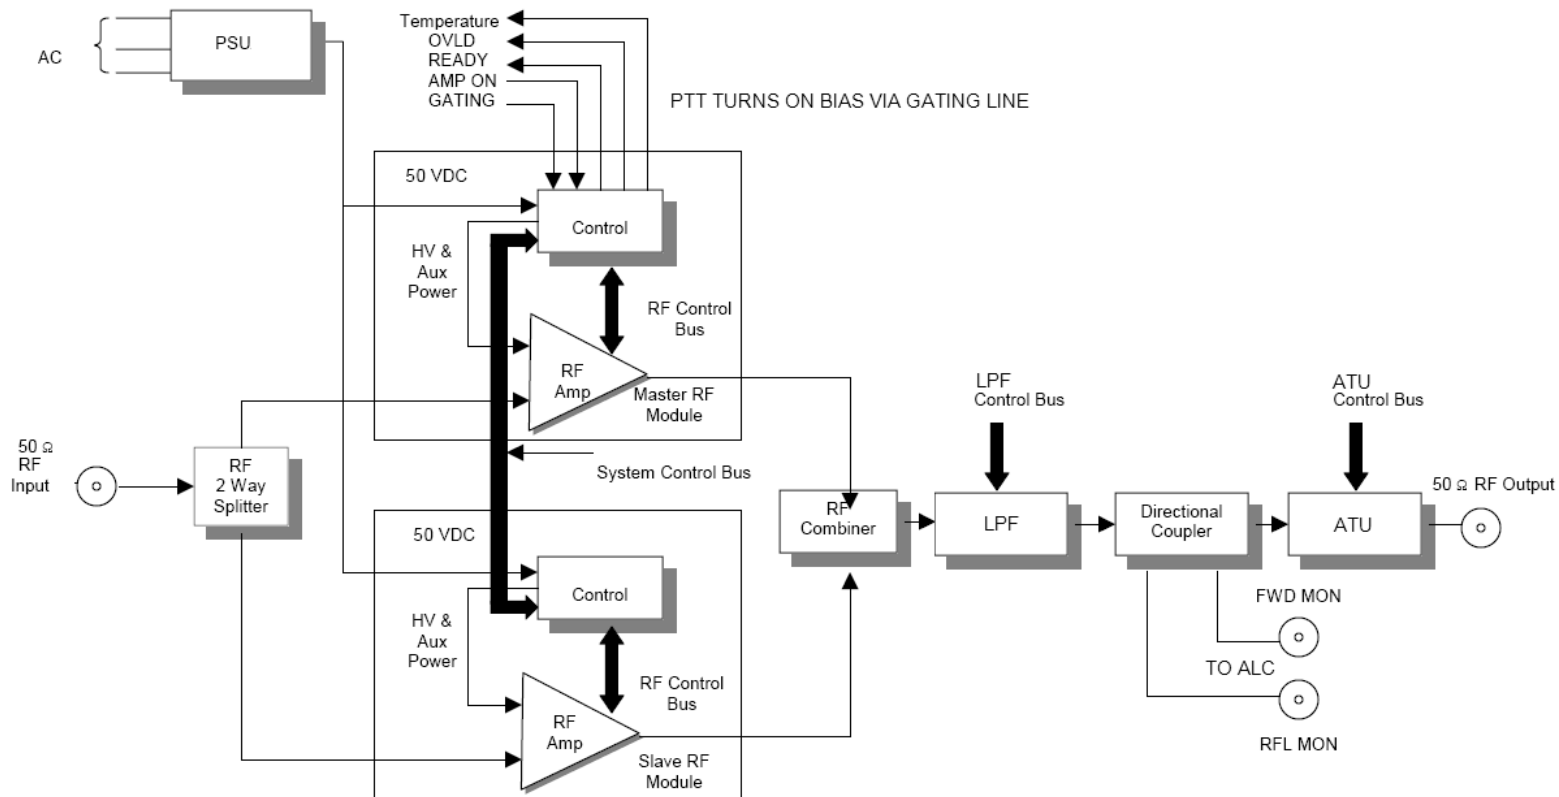 AC
PSU
Temperature
OVLD
READY
AMP ON
GATING
PTT TURNS ON BIAS VIA GATING LINE
50 VDC
Control
HV &
Aux
Power
RF Control
Bus
RF
Amp
Master RF
Module
50 Ω
RF
Input
RF
2 Way
Splitter
System Control Bus
50 VDC
Control
HV &
Aux
Power
RF Control
Bus
RF
Amp
Slave RF
Module
RF
Combiner
LPF
Control Bus
LPF
Directional
Coupler
ATU
Control Bus
ATU
50 Ω RF Output
FWD MON
TO ALC
RFL MON